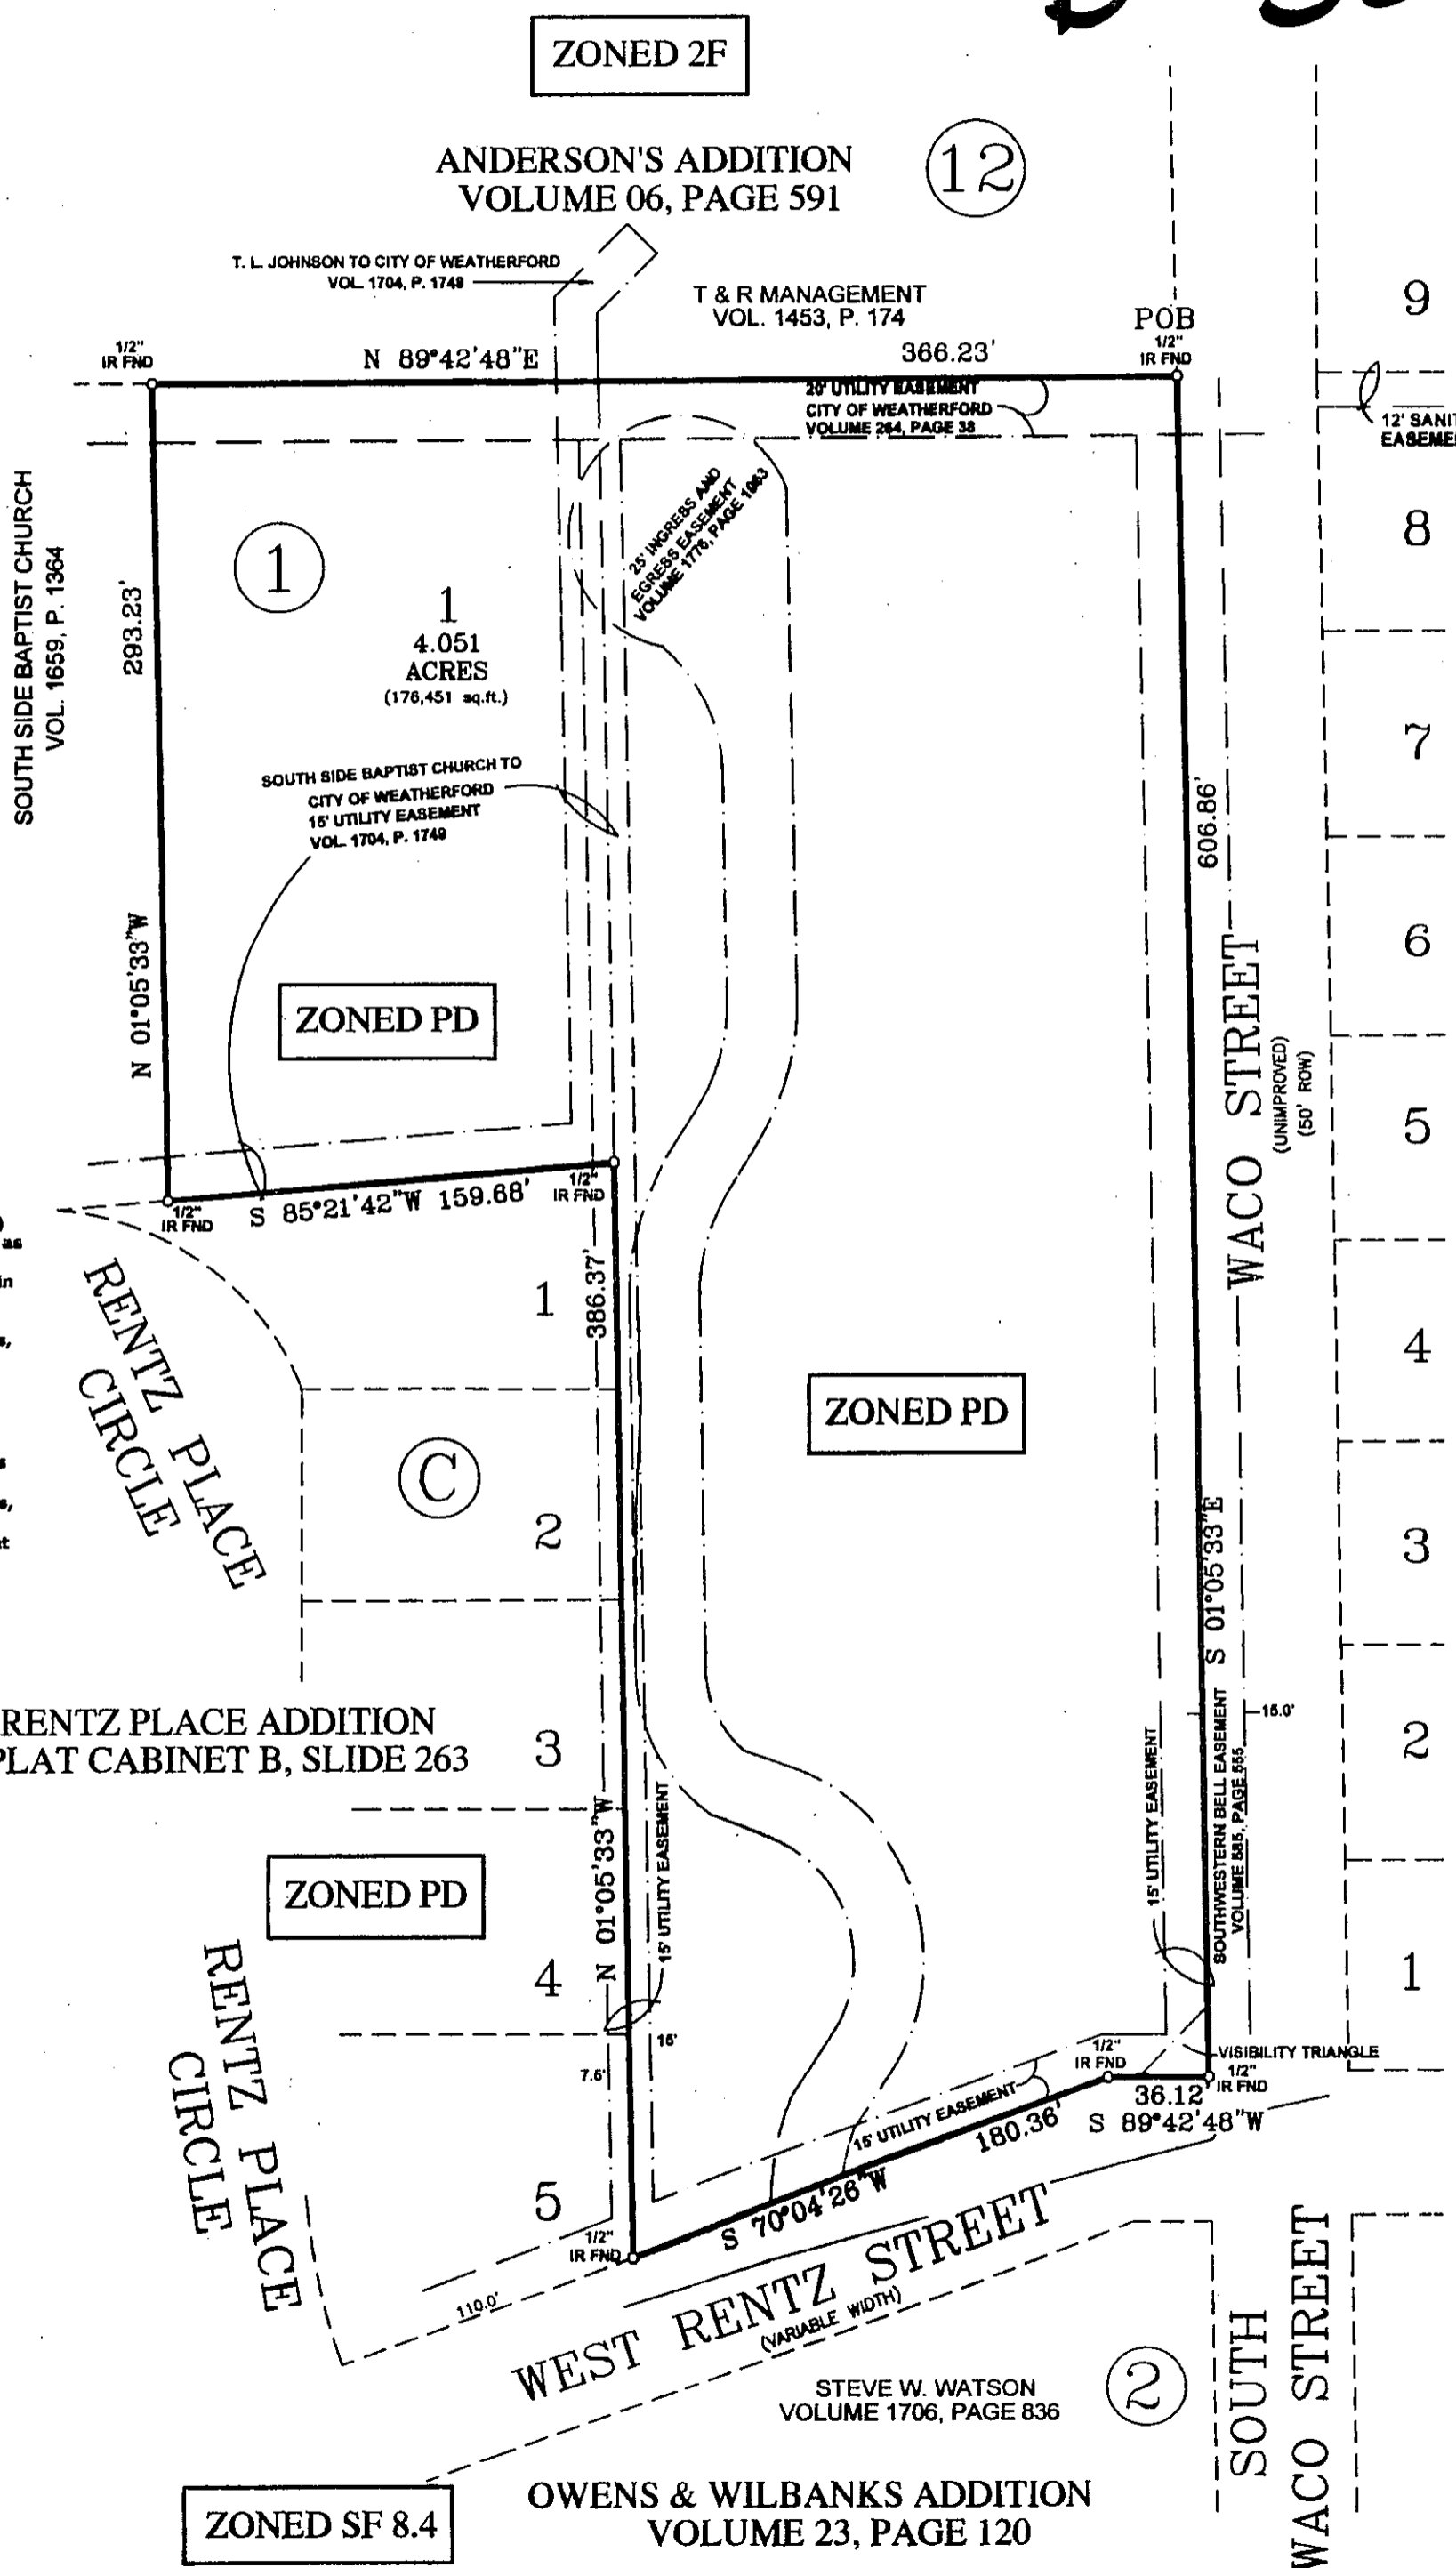 ZONED 2F
ANDERSON'S ADDITION
VOLUME 06, PAGE 591
12
T. L. JOHNSON TO CITY OF WEATHERFORD
VOL. 1704, P. 1749
T & R MANAGEMENT
VOL. 1453, P. 174
POB
1/2"
IR FND
1/2"
IR FND
N 89°42'48"E
366.23'
20' UTILITY EASEMENT
CITY OF WEATHERFORD
VOLUME 264, PAGE 38
9
12' SANIT
EASEME
SOUTH SIDE BAPTIST CHURCH
VOL. 1659, P. 1364
293.23'
N 01°05'33"W
1
1
4.051
ACRES
(176,451 sq.ft.)
25' INGRESS AND
EGRESS EASEMENT
VOLUME 1776, PAGE 1063
8
7
SOUTH SIDE BAPTIST CHURCH TO
CITY OF WEATHERFORD
15' UTILITY EASEMENT
VOL. 1704, P. 1749
606.86'
6
ZONED PD
WACO STREET
(UNIMPROVED)
(50' ROW)
5
1/2"
IR FND
S 85°21'42"W 159.68'
1/2"
IR FND
as
in
RENTZ PLACE
CIRCLE
1
386.37'
4
ZONED PD
C
2
3
S 01°05'33"E
RENTZ PLACE ADDITION
PLAT CABINET B, SLIDE 263
3
N 01°05'33"W
15' UTILITY EASEMENT
15' UTILITY EASEMENT
SOUTHWESTERN BELL EASEMENT
VOLUME 585, PAGE 555
15.0'
2
ZONED PD
4
1
RENTZ PLACE
CIRCLE
15'
7.5'
1/2"
IR FND
VISIBILITY TRIANGLE
1/2"
IR FND
36.12'
S 89°42'48"W
15' UTILITY EASEMENT
180.36'
S 70°04'26"W
5
1/2"
IR FND
110.0'
WEST RENTZ STREET
(VARIABLE WIDTH)
STEVE W. WATSON
VOLUME 1706, PAGE 836
2
SOUTH
WACO STREET
OWENS & WILBANKS ADDITION
VOLUME 23, PAGE 120
ZONED SF 8.4